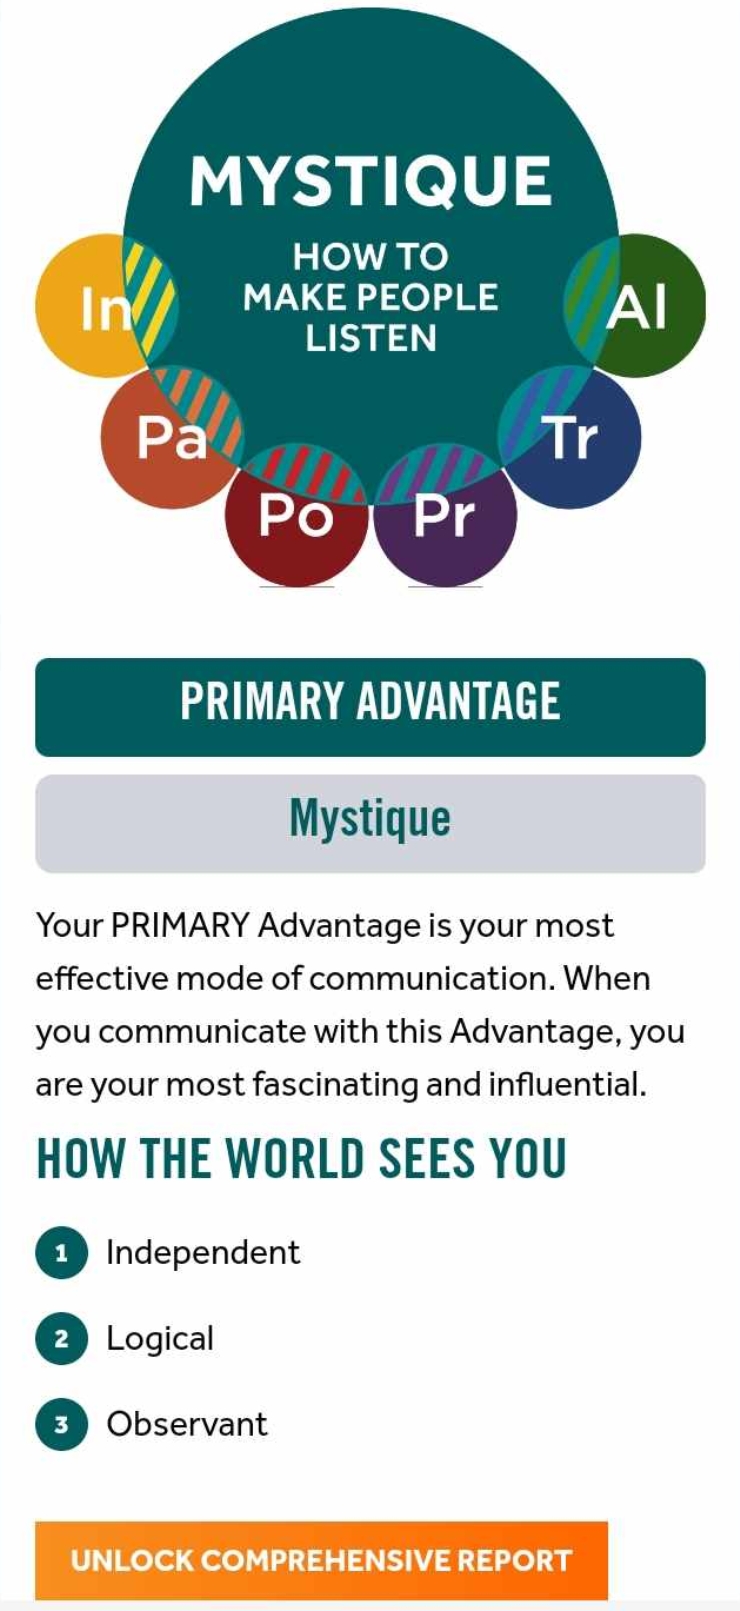 MYSTIQUE
HOW TO
MAKE PEOPLE
LISTEN
In
Al
Pa
Tr
Po
Pr
PRIMARY ADVANTAGE
Mystique
Your PRIMARY Advantage is your most
effective mode of communication. When
you communicate with this Advantage, you
are your most fascinating and influential.
HOW THE WORLD SEES YOU
1 Independent
2 Logical
3 Observant
UNLOCK COMPREHENSIVE REPORT